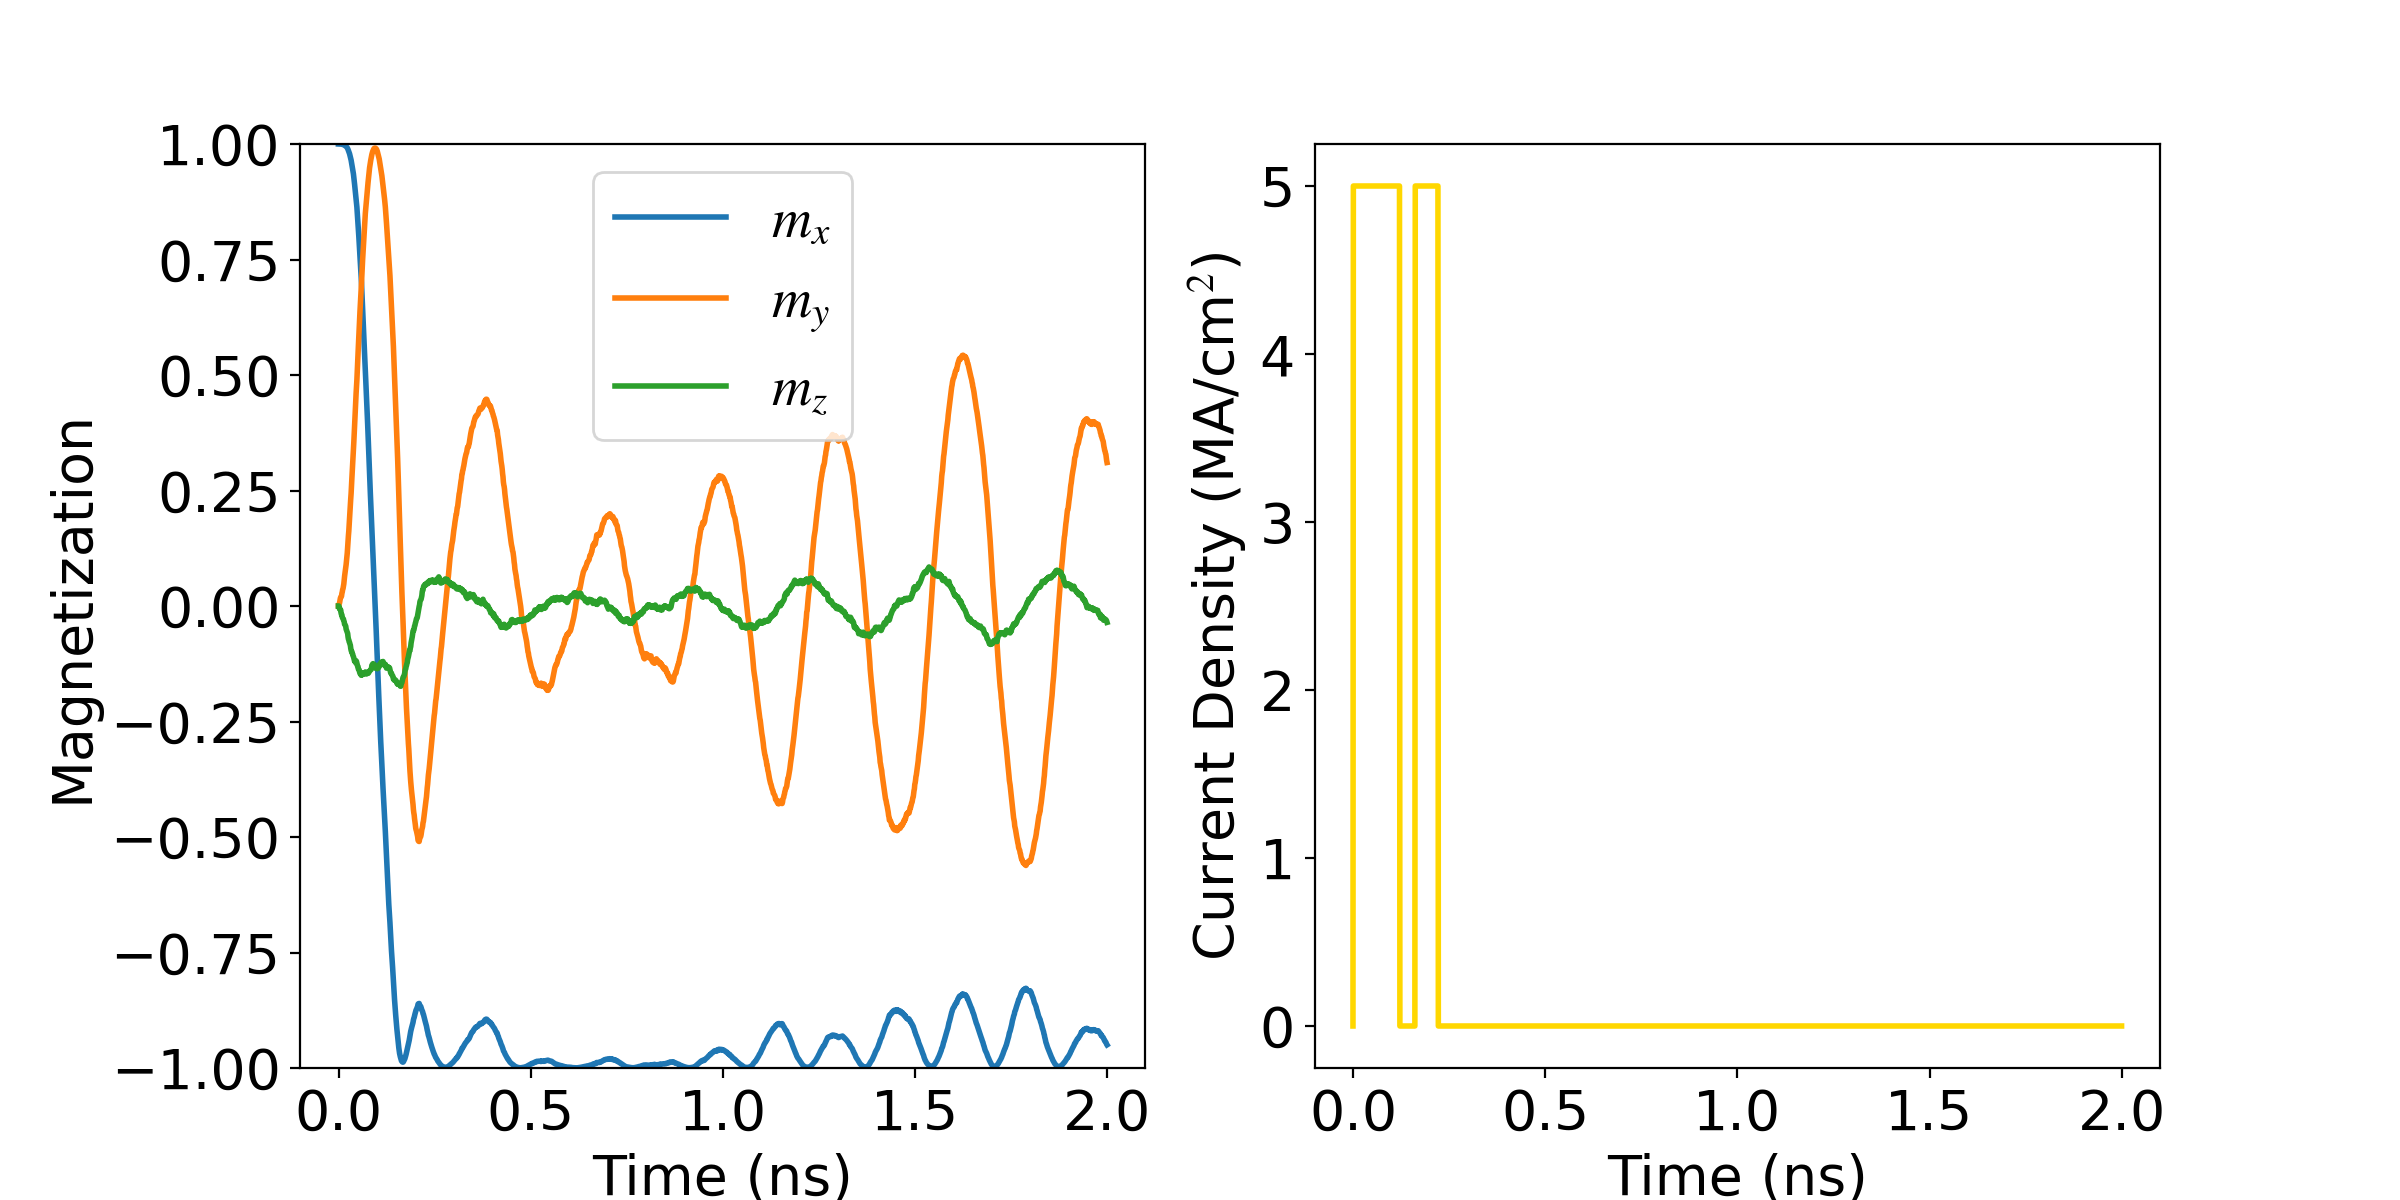 Magnetization
1.00
0.75
0.50
0.25
0.00
−0.25
−0.50
−0.75
−1.00
0.0 0.5 1.0 1.5 2.0
Time (ns)
m_x
m_y
m_z
Current Density (MA/cm²)
5
4
3
2
1
0
0.0 0.5 1.0 1.5 2.0
Time (ns)